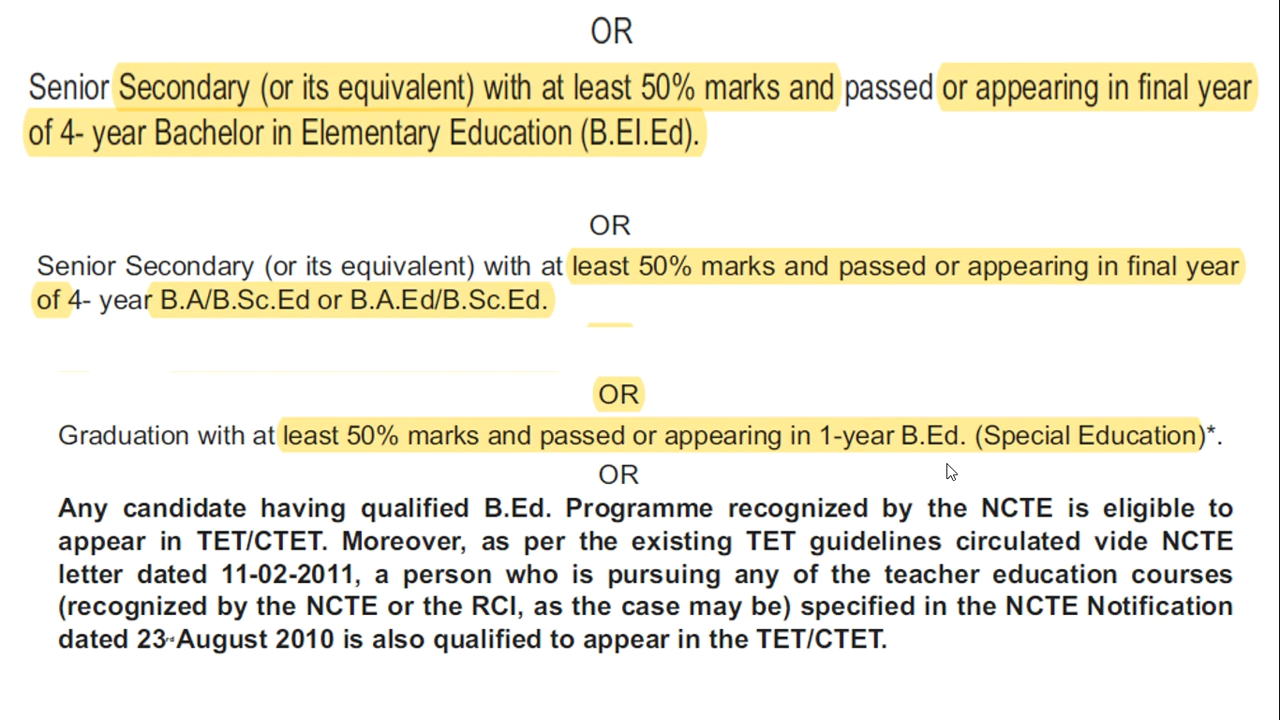 OR
Senior Secondary (or its equivalent) with at least 50% marks and passed or appearing in final year
of 4- year Bachelor in Elementary Education (B.El.Ed).
OR
Senior Secondary (or its equivalent) with at least 50% marks and passed or appearing in final year
of 4- year B.A/B.Sc.Ed or B.A.Ed/B.Sc.Ed.
OR
Graduation with at least 50% marks and passed or appearing in 1-year B.Ed. (Special Education)*.
OR
Any candidate having qualified B.Ed. Programme recognized by the NCTE is eligible to
appear in TET/CTET. Moreover, as per the existing TET guidelines circulated vide NCTE
letter dated 11-02-2011, a person who is pursuing any of the teacher education courses
(recognized by the NCTE or the RCI, as the case may be) specified in the NCTE Notification
dated 23rd August 2010 is also qualified to appear in the TET/CTET.